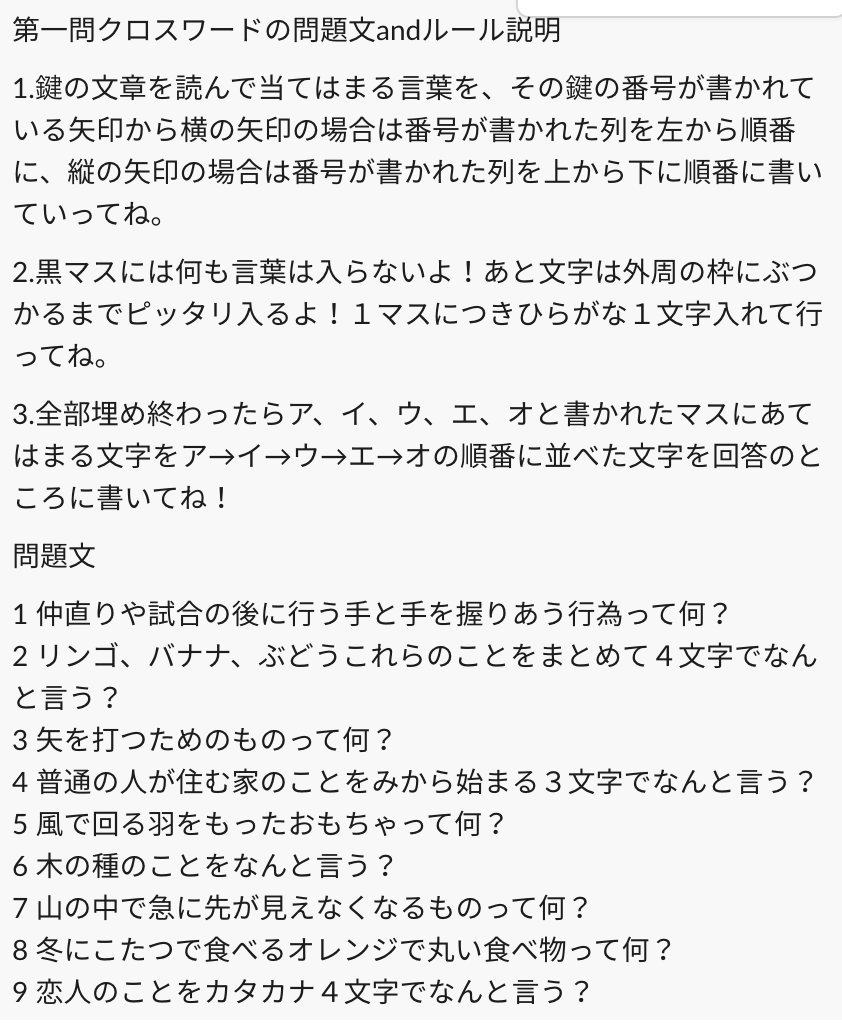 第一問クロスワードの問題文andルール説明
1.鍵の文章を読んで当てはまる言葉を、その鍵の番号が書かれて
いる矢印から横の矢印の場合は番号が書かれた列を左から順番
に、縦の矢印の場合は番号が書かれた列を上から下に順番に書い
ていってね。
2.黒マスには何も言葉は入らないよ！あと文字は外周の枠にぶつ
かるまでピッタリ入るよ！１マスにつきひらがな１文字入れて行
ってね。
3.全部埋め終わったらア、イ、ウ、エ、オと書かれたマスにあて
はまる文字をア→イ→ウ→エ→オの順番に並べた文字を回答のと
ころに書いてね！
問題文
1 仲直りや試合の後に行う手と手を握りあう行為って何？
2 リンゴ、バナナ、ぶどうこれらのことをまとめて４文字でなん
と言う？
3 矢を打つためのものって何？
4 普通の人が住む家のことをみから始まる３文字でなんと言う？
5 風で回る羽をもったおもちゃって何？
6 木の種のことをなんと言う？
7 山の中で急に先が見えなくなるものって何？
8 冬にこたつで食べるオレンジで丸い食べ物って何？
9 恋人のことをカタカナ４文字でなんと言う？